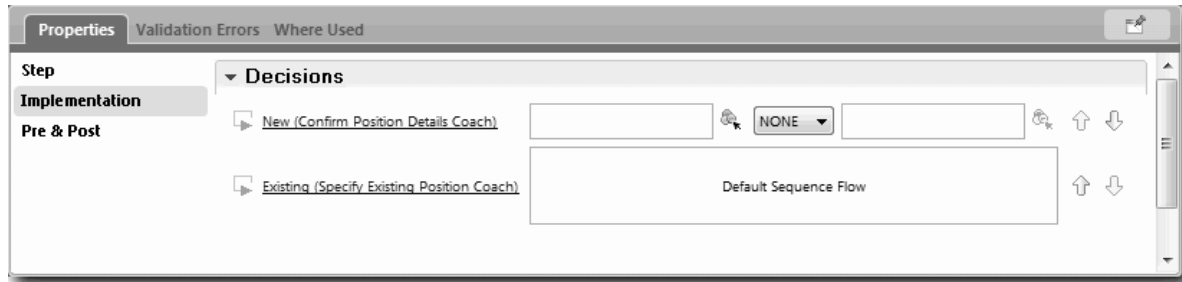 Properties Validation Errors Where Used
Step
Implementation
Pre & Post
Decisions
New (Confirm Position Details Coach) NONE
Existing (Specify Existing Position Coach) Default Sequence Flow